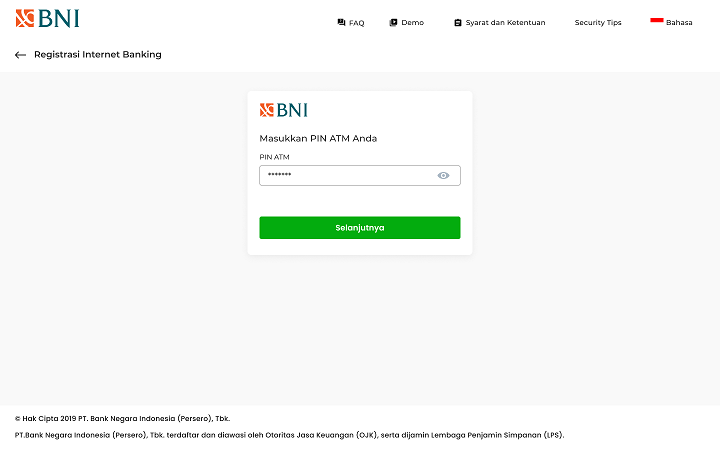 BNI
FAQ
Demo
Syarat dan Ketentuan
Security Tips
Bahasa
Registrasi Internet Banking
BNI
Masukkan PIN ATM Anda
PIN ATM
*******
Selanjutnya
© Hak Cipta 2019 PT. Bank Negara Indonesia (Persero), Tbk.
PT.Bank Negara Indonesia (Persero), Tbk. terdaftar dan diawasi oleh Otoritas Jasa Keuangan (OJK), serta dijamin Lembaga Penjamin Simpanan (LPS).